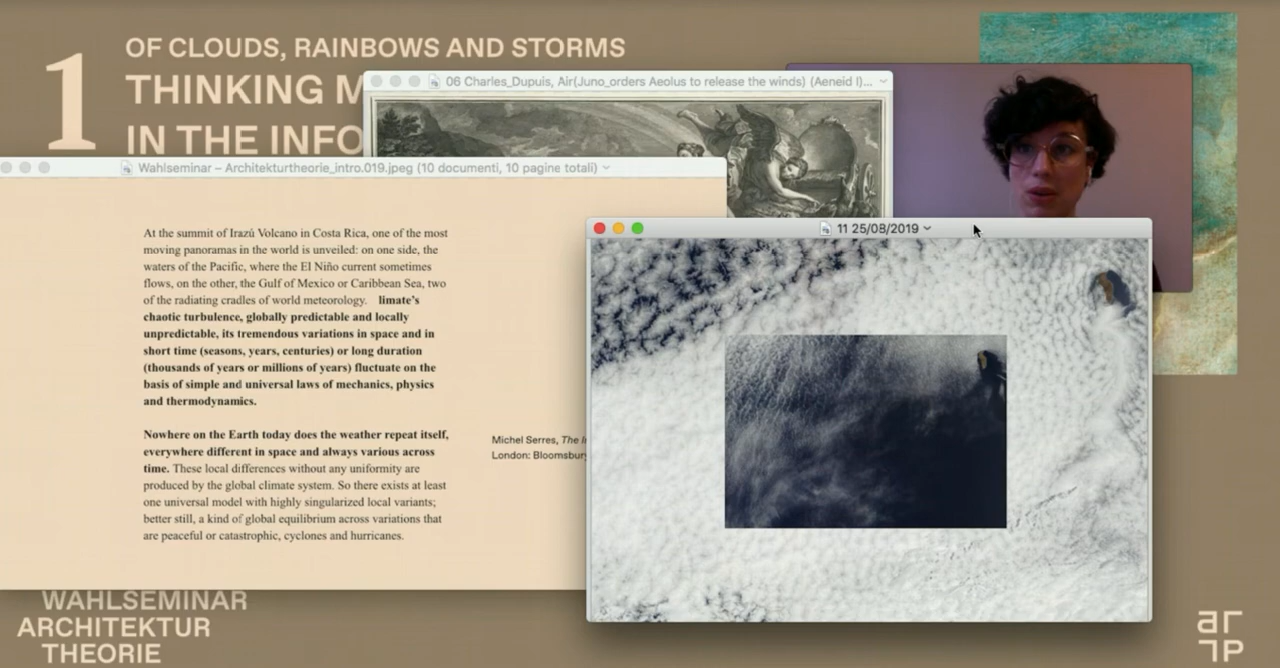 1
OF CLOUDS, RAINBOWS AND STORMS
THINKING M
IN THE INFO
06 Charles_Dupuis, Air(Juno_orders Aeolus to release the winds) (Aeneid I)...
Wahlseminar – Architekturtheorie_intro.019.jpeg (10 documenti, 10 pagine totali)
At the summit of Irazú Volcano in Costa Rica, one of the most
moving panoramas in the world is unveiled: on one side, the
waters of the Pacific, where the El Niño current sometimes
flows, on the other, the Gulf of Mexico or Caribbean Sea, two
of the radiating cradles of world meteorology. limate's
chaotic turbulence, globally predictable and locally
unpredictable, its tremendous variations in space and in
short time (seasons, years, centuries) or long duration
(thousands of years or millions of years) fluctuate on the
basis of simple and universal laws of mechanics, physics
and thermodynamics.
Nowhere on the Earth today does the weather repeat itself,
everywhere different in space and always various across
time. These local differences without any uniformity are
produced by the global climate system. So there exists at least
one universal model with highly singularized local variants;
better still, a kind of global equilibrium across variations that
are peaceful or catastrophic, cyclones and hurricanes.
Michel Serres, The I
London: Bloomsbury
11 25/08/2019
WAHLSEMINAR
ARCHITEKTUR
THEORIE